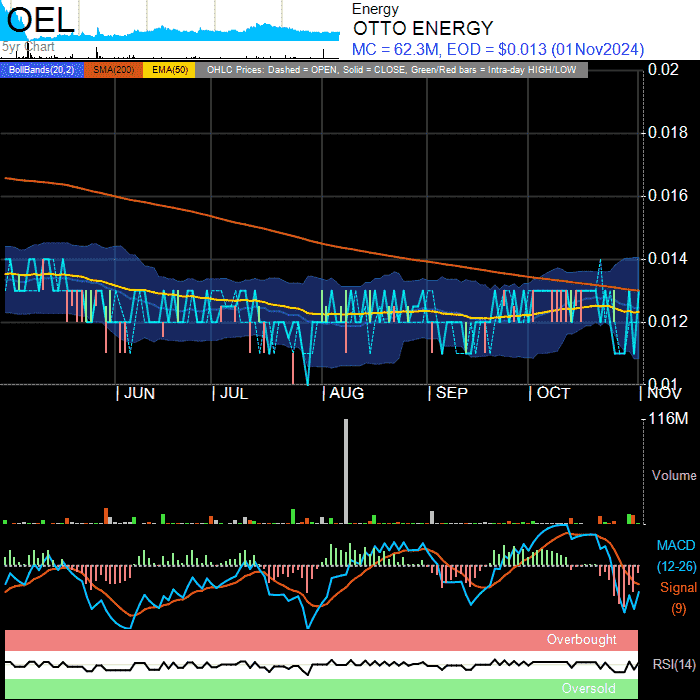 OEL
5yr Chart
Energy
OTTO ENERGY
MC = 62.3M, EOD = $0.013 (01Nov2024)
BollBands(20,2) SMA(200) EMA(50) OHLC Prices: Dashed = OPEN, Solid = CLOSE, Green/Red bars = Intra-day HIGH/LOW
0.02
0.018
0.016
0.014
0.012
0.01
JUN JUL AUG SEP OCT NOV
116M
Volume
MACD
(12-26)
Signal
(9)
Overbought
RSI(14)
Oversold